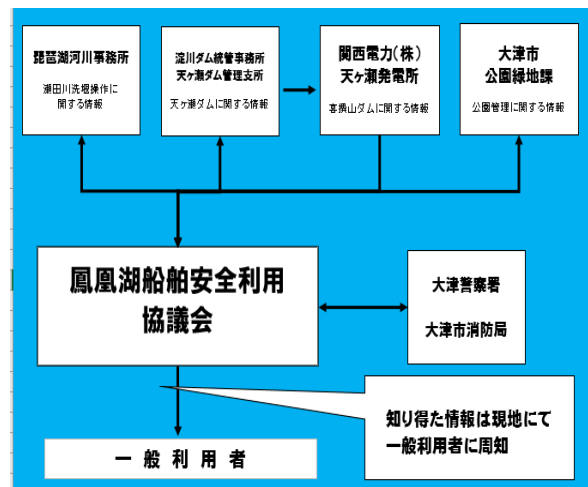 琵琶湖河川事務所
瀬田川洗堰操作に
関する情報
淀川ダム統管事務所
天ヶ瀬ダム管理支所
天ヶ瀬ダムに関する情報
関西電力(株)
天ヶ瀬発電所
喜撰山ダムに関する情報
大津市
公園緑地課
公園管理に関する情報
鳳凰湖船舶安全利用
協議会
大津警察署
大津市消防局
知り得た情報は現地にて
一般利用者に周知
一般利用者